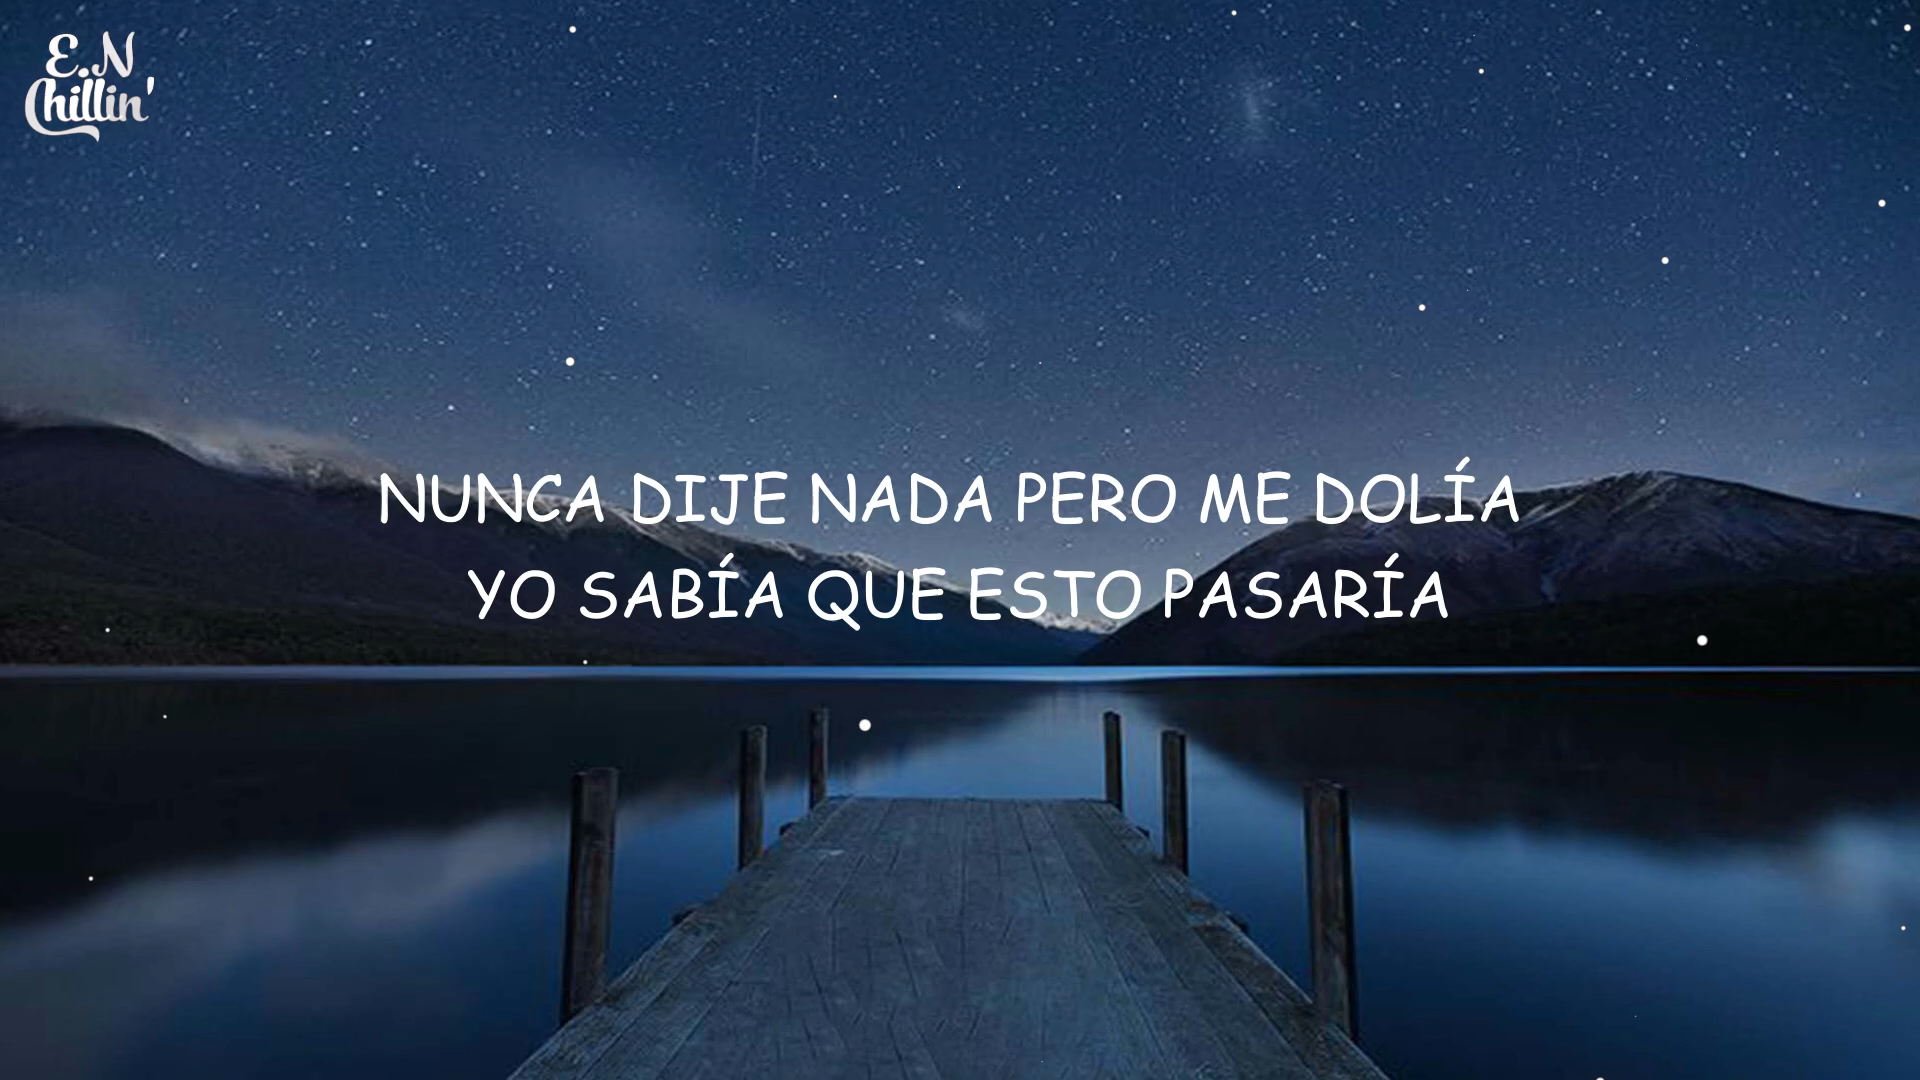 E.N
Chillin'
NUNCA DIJE NADA PERO ME DOLÍA
YO SABÍA QUE ESTO PASARÍA